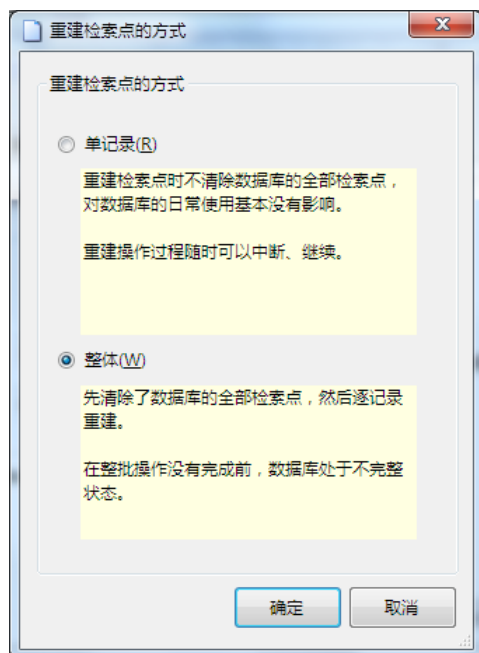 重建检索点的方式
重建检索点的方式
单记录(R)
重建检索点时不清除数据库的全部检索点，
对数据库的日常使用基本没有影响。
重建操作过程随时可以中断、继续。
整体(W)
先清除了数据库的全部检索点，然后逐记录
重建。
在整批操作没有完成前，数据库处于不完整
状态。
确定
取消